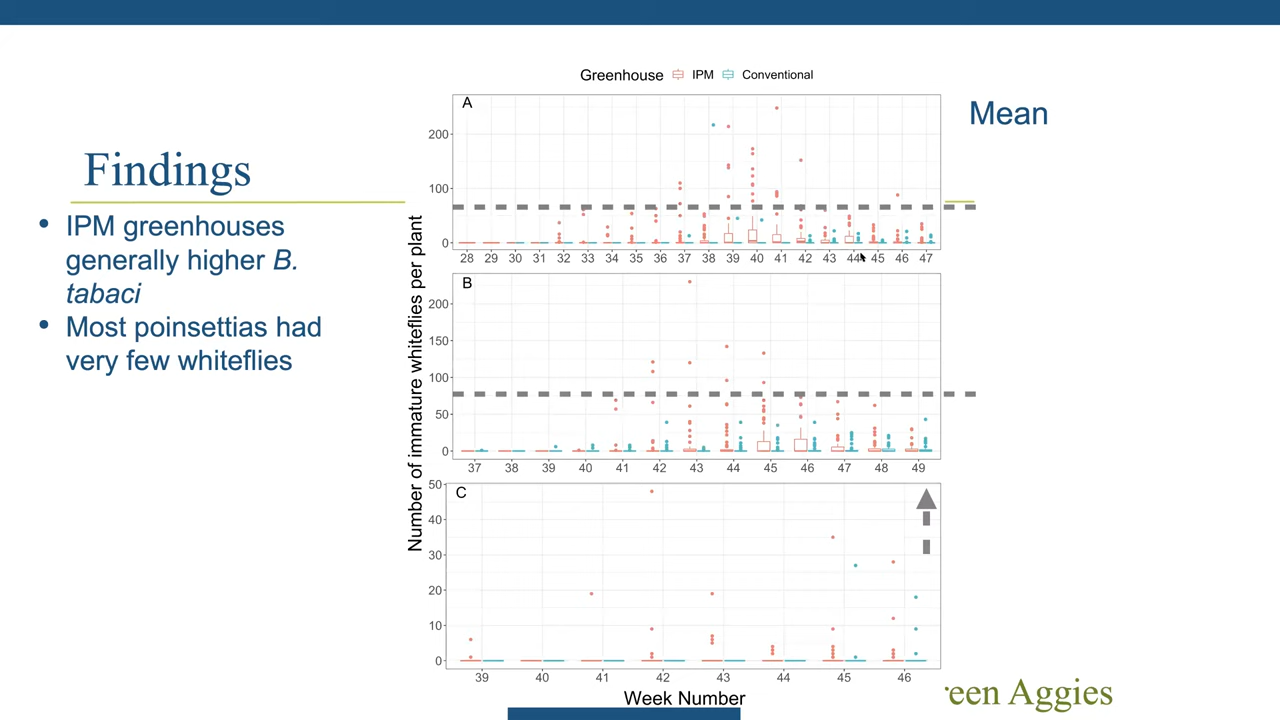 Greenhouse IPM Conventional
Mean
Findings
• IPM greenhouses
generally higher B.
tabaci
• Most poinsettias had
very few whiteflies
Number of immature whiteflies per plant
A
200
100
0
28 29 30 31 32 33 34 35 36 37 38 39 40 41 42 43 44 45 46 47
B
200
150
100
50
0
37 38 39 40 41 42 43 44 45 46 47 48 49
C
50
40
30
20
10
0
39 40 41 42 43 44 45 46
Week Number
een Aggies